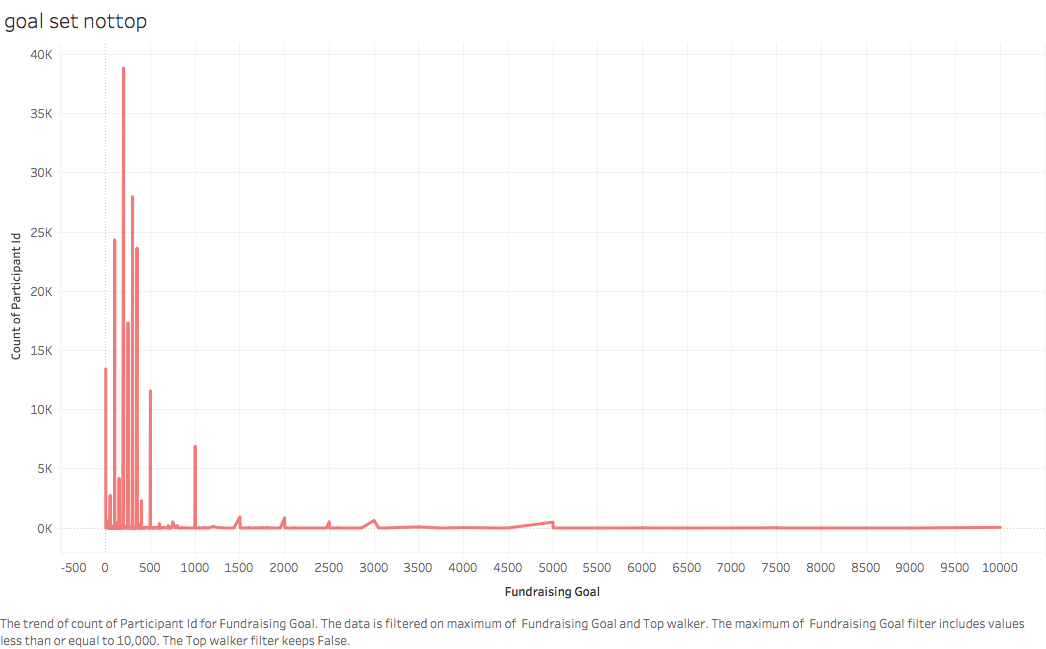 goal set nottop
40K
35K
30K
25K
20K
15K
10K
5K
0K
Count of Participant Id
-500 0 500 1000 1500 2000 2500 3000 3500 4000 4500 5000 5500 6000 6500 7000 7500 8000 8500 9000 9500 10000
Fundraising Goal
The trend of count of Participant Id for Fundraising Goal. The data is filtered on maximum of  Fundraising Goal and Top walker. The maximum of  Fundraising Goal filter includes values
less than or equal to 10,000. The Top walker filter keeps False.